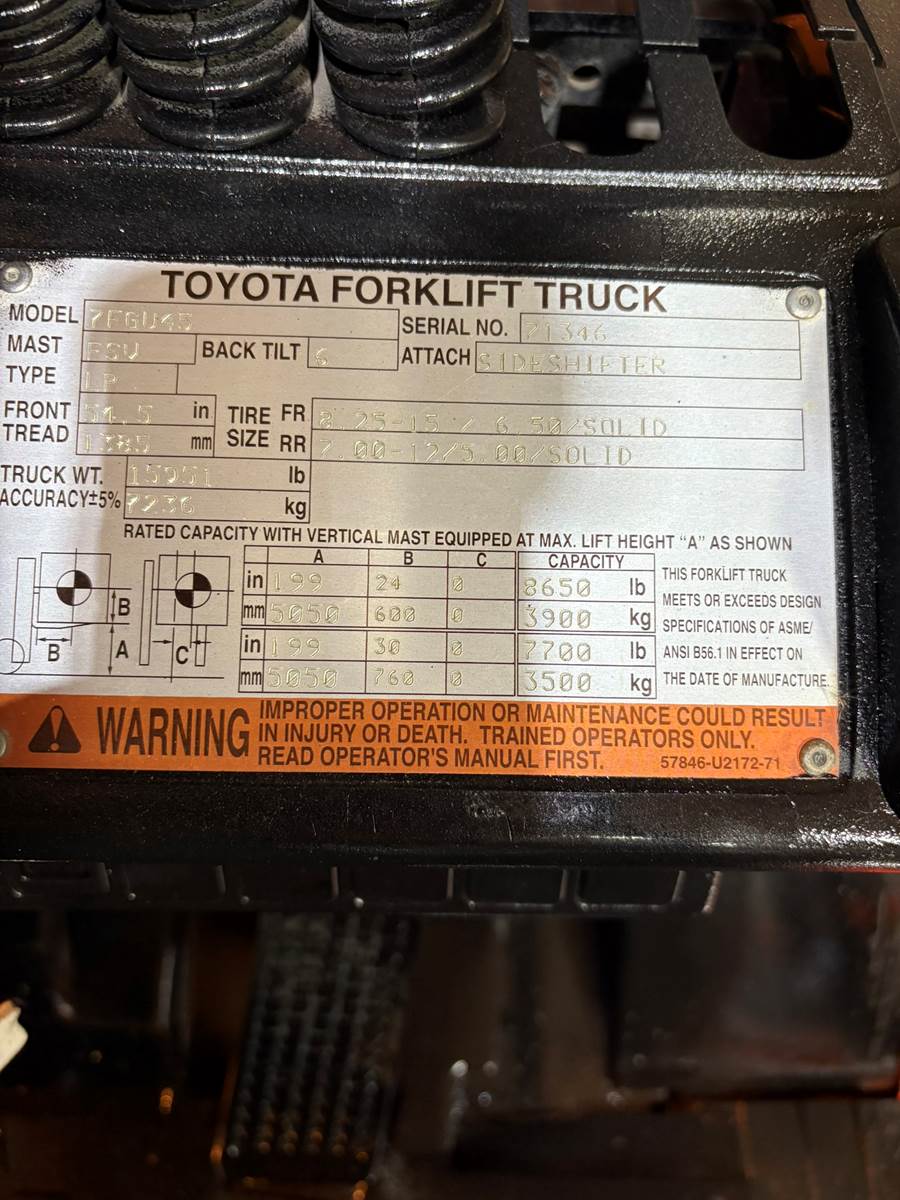 TOYOTA FORKLIFT TRUCK
MODEL 7FGU45 SERIAL NO. 71346
MAST FSV BACK TILT 6 ATTACH SIDESHIFTER
TYPE LP
FRONT TREAD 54.5 in 1385 mm
TIRE SIZE FR 8.25-15 / 6.50/SOLID
RR 7.00-12/5.00/SOLID
TRUCK WT. 15951 lb
ACCURACY±5% 7236 kg
RATED CAPACITY WITH VERTICAL MAST EQUIPPED AT MAX. LIFT HEIGHT “A” AS SHOWN
A B C CAPACITY
in 199 24 0 8650 lb
mm 5050 600 0 3900 kg
in 199 30 0 7700 lb
mm 5050 760 0 3500 kg
B B A C
THIS FORKLIFT TRUCK
MEETS OR EXCEEDS DESIGN
SPECIFICATIONS OF ASME/
ANSI B56.1 IN EFFECT ON
THE DATE OF MANUFACTURE.
WARNING
IMPROPER OPERATION OR MAINTENANCE COULD RESULT
IN INJURY OR DEATH. TRAINED OPERATORS ONLY.
READ OPERATOR'S MANUAL FIRST. 57846-U2172-71